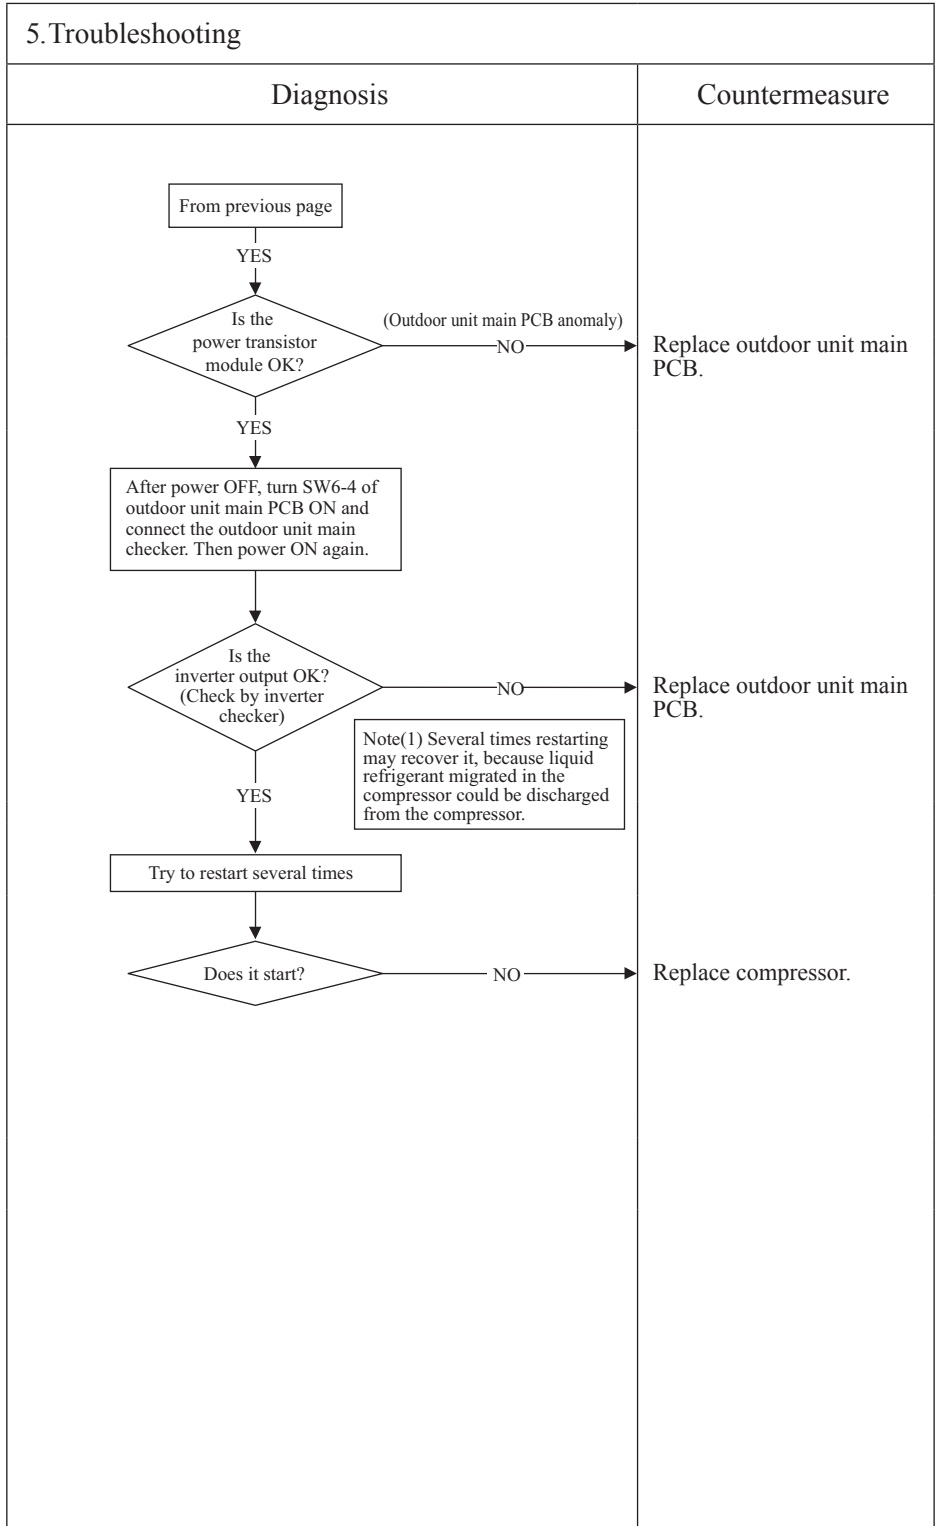 5.Troubleshooting
Diagnosis
Countermeasure
From previous page
YES
Is the
power transistor
module OK?
(Outdoor unit main PCB anomaly)
NO
Replace outdoor unit main
PCB.
YES
After power OFF, turn SW6-4 of
outdoor unit main PCB ON and
connect the outdoor unit main
checker. Then power ON again.
Is the
inverter output OK?
(Check by inverter
checker)
NO
Replace outdoor unit main
PCB.
Note(1) Several times restarting
may recover it, because liquid
refrigerant migrated in the
compressor could be discharged
from the compressor.
YES
Try to restart several times
Does it start?
NO
Replace compressor.